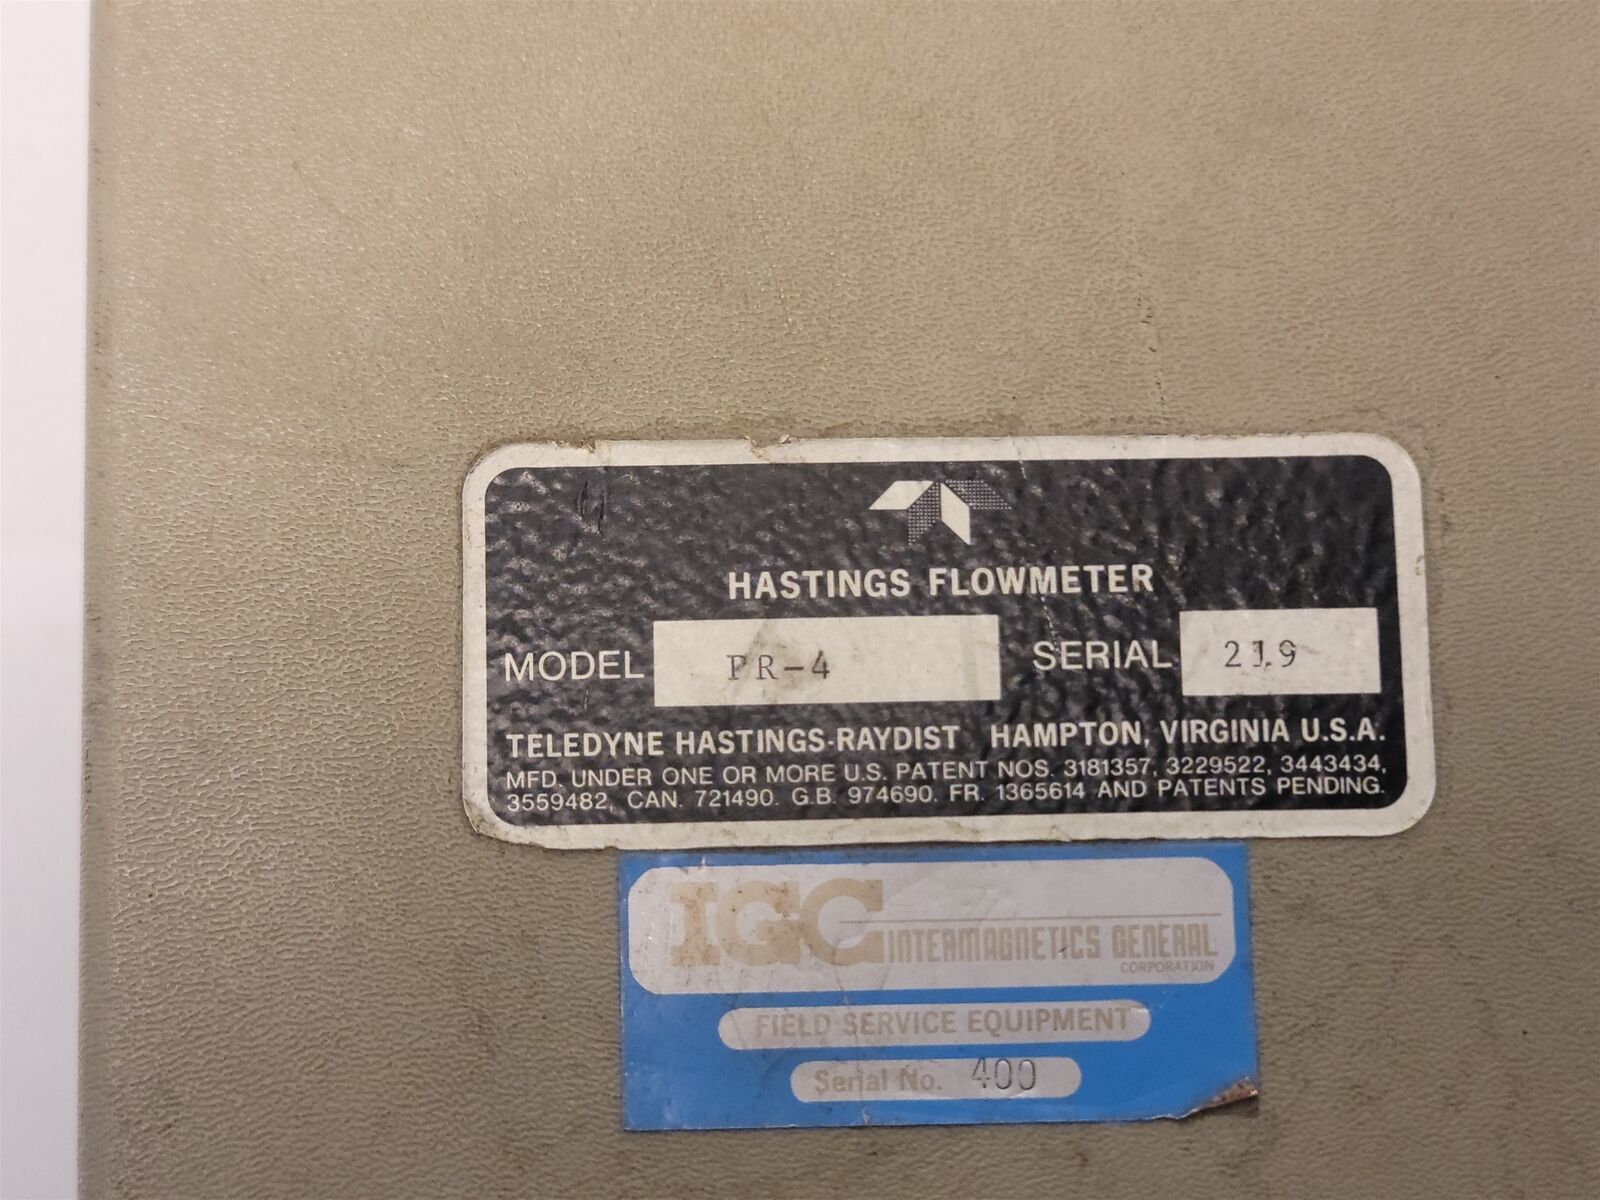 HASTINGS FLOWMETER
MODEL PR-4 SERIAL 219
TELEDYNE HASTINGS-RAYDIST HAMPTON, VIRGINIA U.S.A.
MFD. UNDER ONE OR MORE U.S. PATENT NOS. 3181357, 3229522, 3443434,
3559482, CAN. 721490. G.B. 974690. FR. 1365614 AND PATENTS PENDING.
IGC INTERMAGNETICS GENERAL
CORPORATION
FIELD SERVICE EQUIPMENT
Serial No. 400